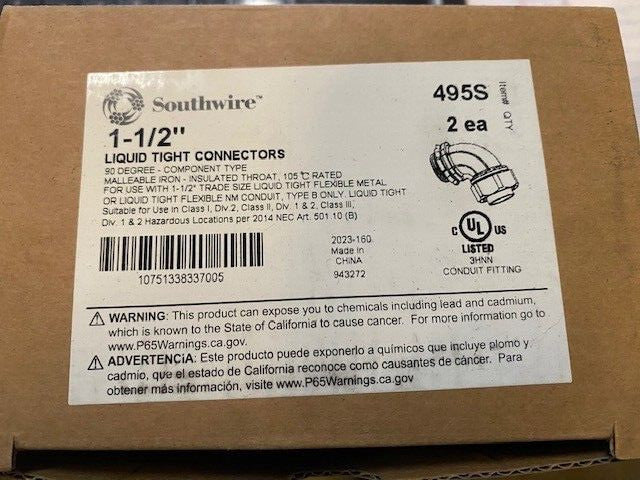 Southwire™
495S Item#
2 ea QTY
1-1/2"
LIQUID TIGHT CONNECTORS
90 DEGREE - COMPONENT TYPE
MALLEABLE IRON - INSULATED THROAT, 105 °C RATED
FOR USE WITH 1-1/2" TRADE SIZE LIQUID TIGHT FLEXIBLE METAL
OR LIQUID TIGHT FLEXIBLE NM CONDUIT, TYPE B ONLY. LIQUID TIGHT
Suitable for Use in Class I, Div.2, Class II, Div. 1 & 2, Class III,
Div. 1 & 2 Hazardous Locations per 2014 NEC Art. 501.10 (B)
C UL US
LISTED
3HNN
CONDUIT FITTING
2023-160
Made in
CHINA
943272
10751338337005
⚠ WARNING: This product can expose you to chemicals including lead and cadmium,
which is known to the State of California to cause cancer. For more information go to
www.P65Warnings.ca.gov.
⚠ ADVERTENCiA: Este producto puede exponerlo a químicos que incluye plomo y
cadmio, que el estado de California reconoce como causantes de cáncer. Para
obtener más información, visite www.P65Warnings.ca.gov